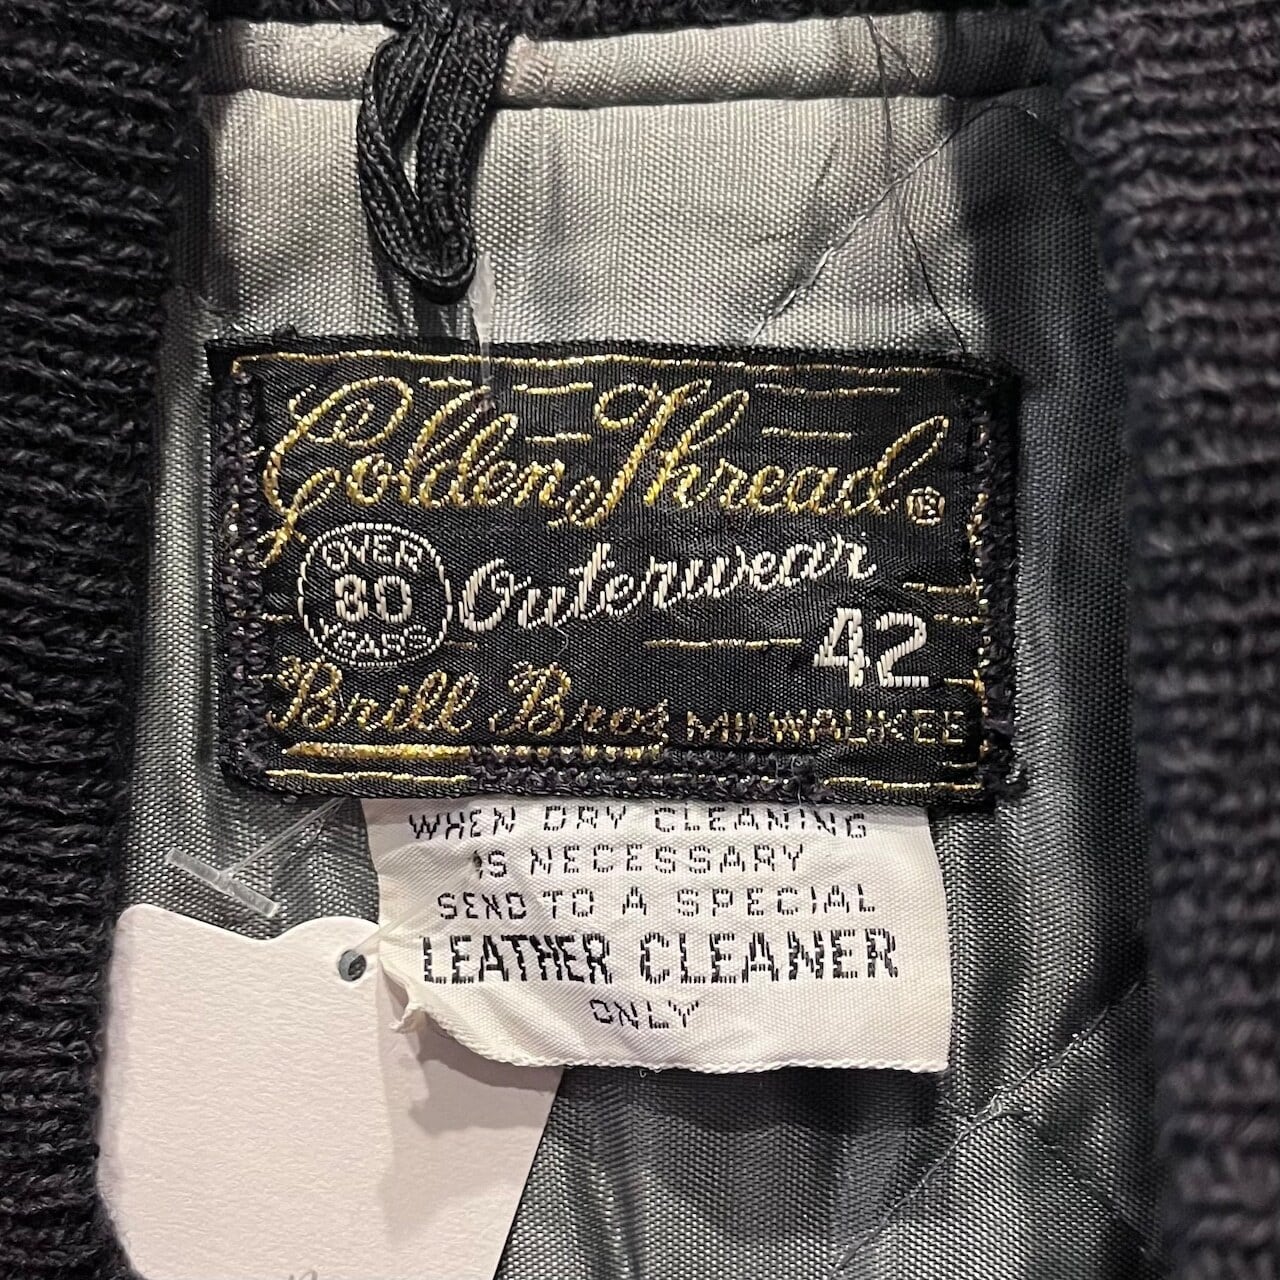 Golden Thread®
OVER
80
YEARS
Outerwear
42
Brill Bros MILWAUKEE
WHEN DRY CLEANING
IS NECESSARY
SEND TO A SPECIAL
LEATHER CLEANER
ONLY